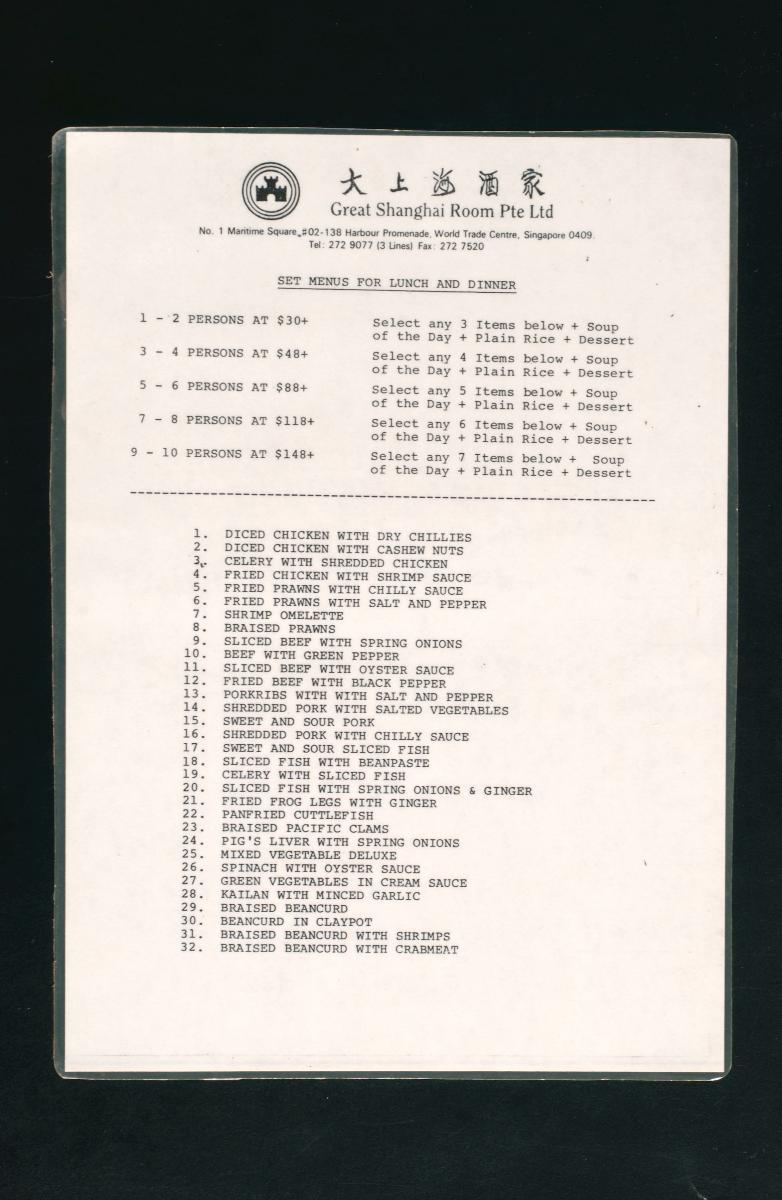 大上海酒家
Great Shanghai Room Pte Ltd
No. 1 Maritime Square, #02-138 Harbour Promenade, World Trade Centre, Singapore 0409.
Tel: 272 9077 (3 Lines) Fax: 272 7520
SET MENUS FOR LUNCH AND DINNER
1 - 2 PERSONS AT $30+ Select any 3 Items below + Soup
of the Day + Plain Rice + Dessert
3 - 4 PERSONS AT $48+ Select any 4 Items below + Soup
of the Day + Plain Rice + Dessert
5 - 6 PERSONS AT $88+ Select any 5 Items below + Soup
of the Day + Plain Rice + Dessert
7 - 8 PERSONS AT $118+ Select any 6 Items below + Soup
of the Day + Plain Rice + Dessert
9 - 10 PERSONS AT $148+ Select any 7 Items below + Soup
of the Day + Plain Rice + Dessert
1. DICED CHICKEN WITH DRY CHILLIES
2. DICED CHICKEN WITH CASHEW NUTS
3. CELERY WITH SHREDDED CHICKEN
4. FRIED CHICKEN WITH SHRIMP SAUCE
5. FRIED PRAWNS WITH CHILLY SAUCE
6. FRIED PRAWNS WITH SALT AND PEPPER
7. SHRIMP OMELETTE
8. BRAISED PRAWNS
9. SLICED BEEF WITH SPRING ONIONS
10. BEEF WITH GREEN PEPPER
11. SLICED BEEF WITH OYSTER SAUCE
12. FRIED BEEF WITH BLACK PEPPER
13. PORKRIBS WITH WITH SALT AND PEPPER
14. SHREDDED PORK WITH SALTED VEGETABLES
15. SWEET AND SOUR PORK
16. SHREDDED PORK WITH CHILLY SAUCE
17. SWEET AND SOUR SLICED FISH
18. SLICED FISH WITH BEANPASTE
19. CELERY WITH SLICED FISH
20. SLICED FISH WITH SPRING ONIONS & GINGER
21. FRIED FROG LEGS WITH GINGER
22. PANFRIED CUTTLEFISH
23. BRAISED PACIFIC CLAMS
24. PIG'S LIVER WITH SPRING ONIONS
25. MIXED VEGETABLE DELUXE
26. SPINACH WITH OYSTER SAUCE
27. GREEN VEGETABLES IN CREAM SAUCE
28. KAILAN WITH MINCED GARLIC
29. BRAISED BEANCURD
30. BEANCURD IN CLAYPOT
31. BRAISED BEANCURD WITH SHRIMPS
32. BRAISED BEANCURD WITH CRABMEAT